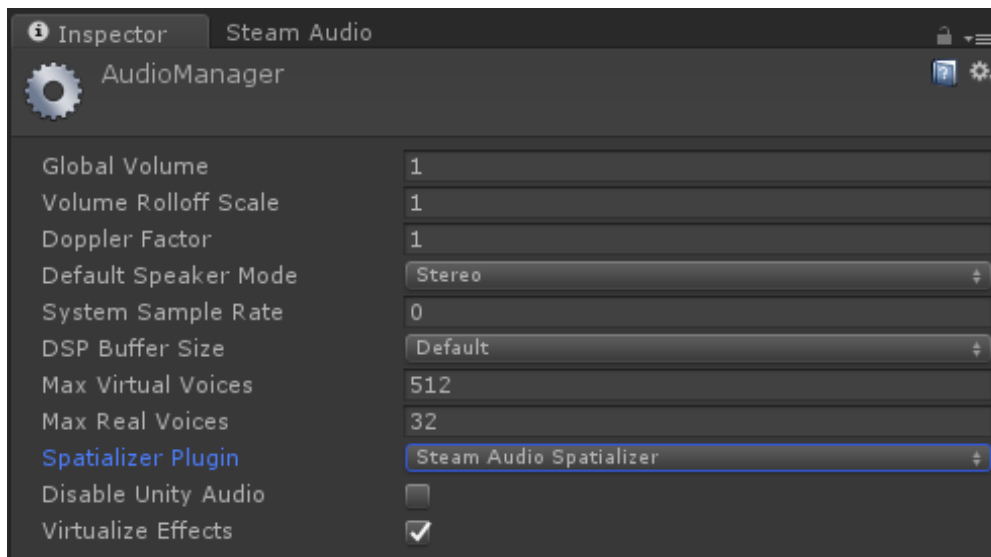 Inspector Steam Audio
AudioManager
Global Volume 1
Volume Rolloff Scale 1
Doppler Factor 1
Default Speaker Mode Stereo
System Sample Rate 0
DSP Buffer Size Default
Max Virtual Voices 512
Max Real Voices 32
Spatializer Plugin Steam Audio Spatializer
Disable Unity Audio
Virtualize Effects